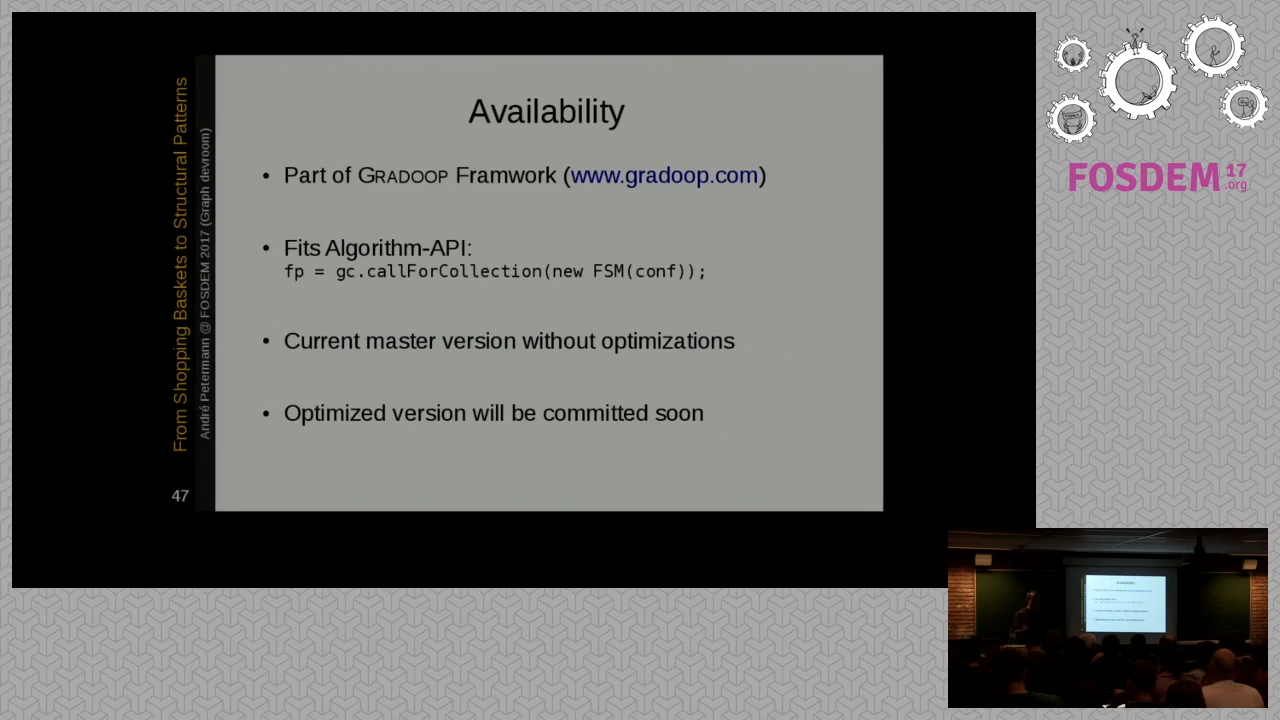 From Shopping Baskets to Structural Patterns
André Petermann @ FOSDEM 2017 (Graph devroom)
47
Availability
• Part of GRADOOP Framwork (www.gradoop.com)
• Fits Algorithm-API:
fp = gc.callForCollection(new FSM(conf));
• Current master version without optimizations
• Optimized version will be committed soon
FOSDEM 17
.org